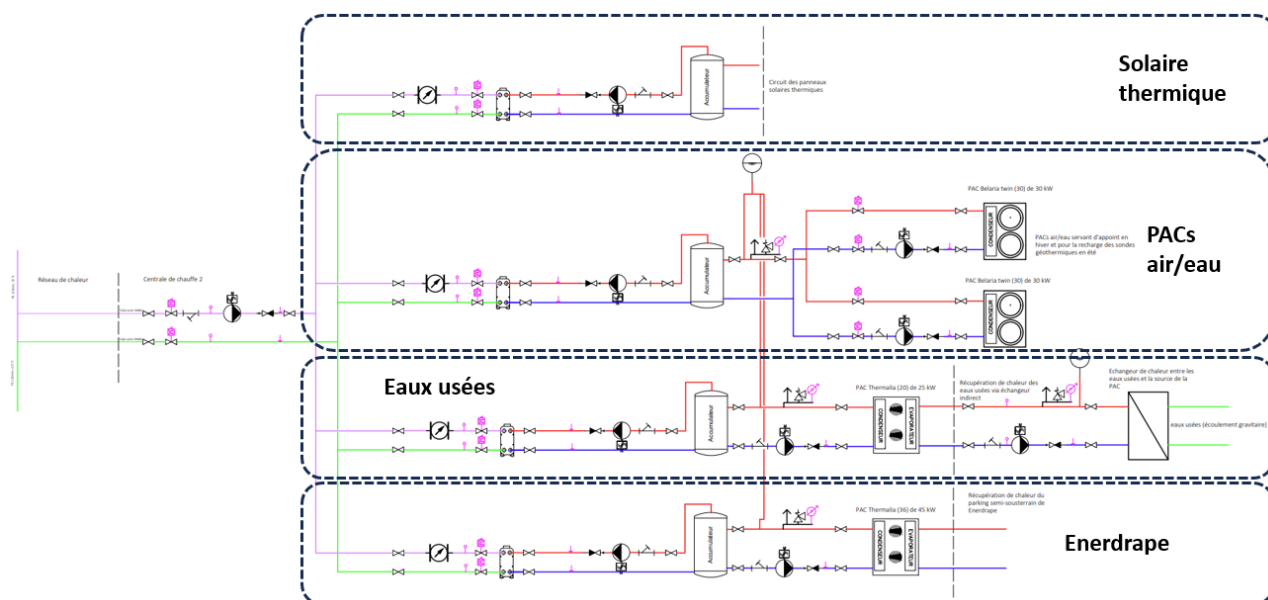 Solaire
thermique
Circuit des panneaux
solaires thermiques
Accumulateur
PAC Belaria twin (30) de 30 kW
CONDENSEUR
PACs air/eau servant d'appoint en
hiver et pour la recharge des sondes
géothermiques en été
PACs
air/eau
Accumulateur
PAC Belaria twin (30) de 30 kW
CONDENSEUR
Réseau de chaleur
Centrale de chauffe 2
Eaux usées
Accumulateur
PAC Thermalia (20) de 25 kW
CONDENSEUR
EVAPORATEUR
Récupération de chaleur des
eaux usées via échangeur
indirect
Echangeur de chaleur entre les
eaux usées et la source de la
PAC
eaux usées (écoulement gravitaire)
Accumulateur
PAC Thermalia (36) de 45 kW
CONDENSEUR
EVAPORATEUR
Récupération de chaleur du
parking semi-sousterrain de
Enerdrape
Enerdrape